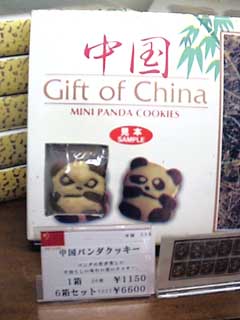 中国
Gift of China
MINI PANDA COOKIES
見本
SAMPLE
中国パンダクッキー
1箱 ¥1150
6箱セット ¥6600